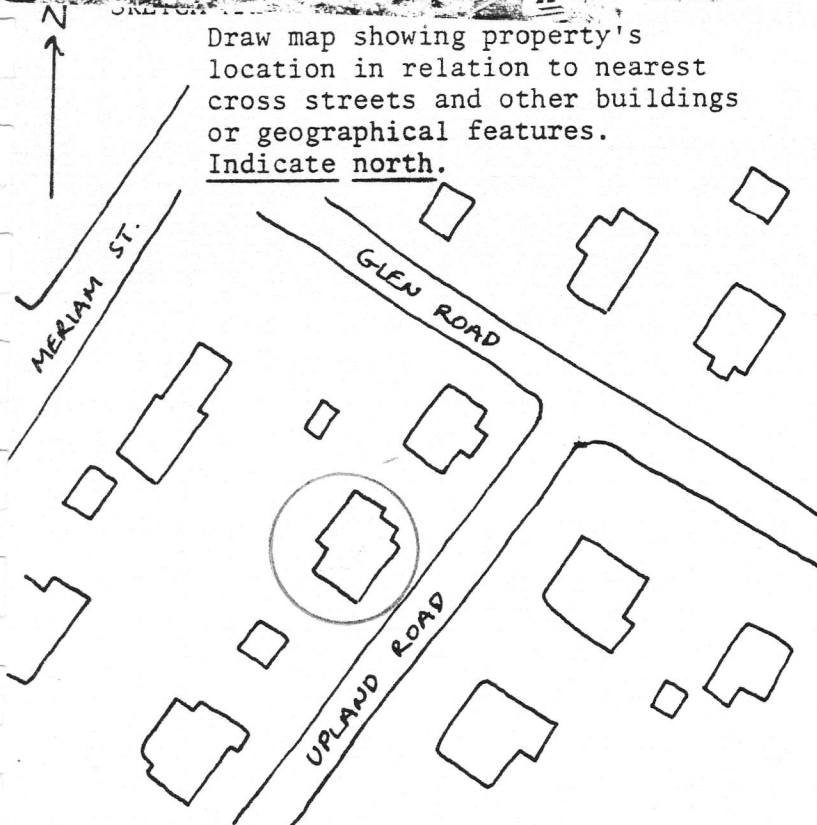 N
SKETCH
Draw map showing property's
location in relation to nearest
cross streets and other buildings
or geographical features.
Indicate north.
MERIAM ST.
GLEN ROAD
UPLAND ROAD